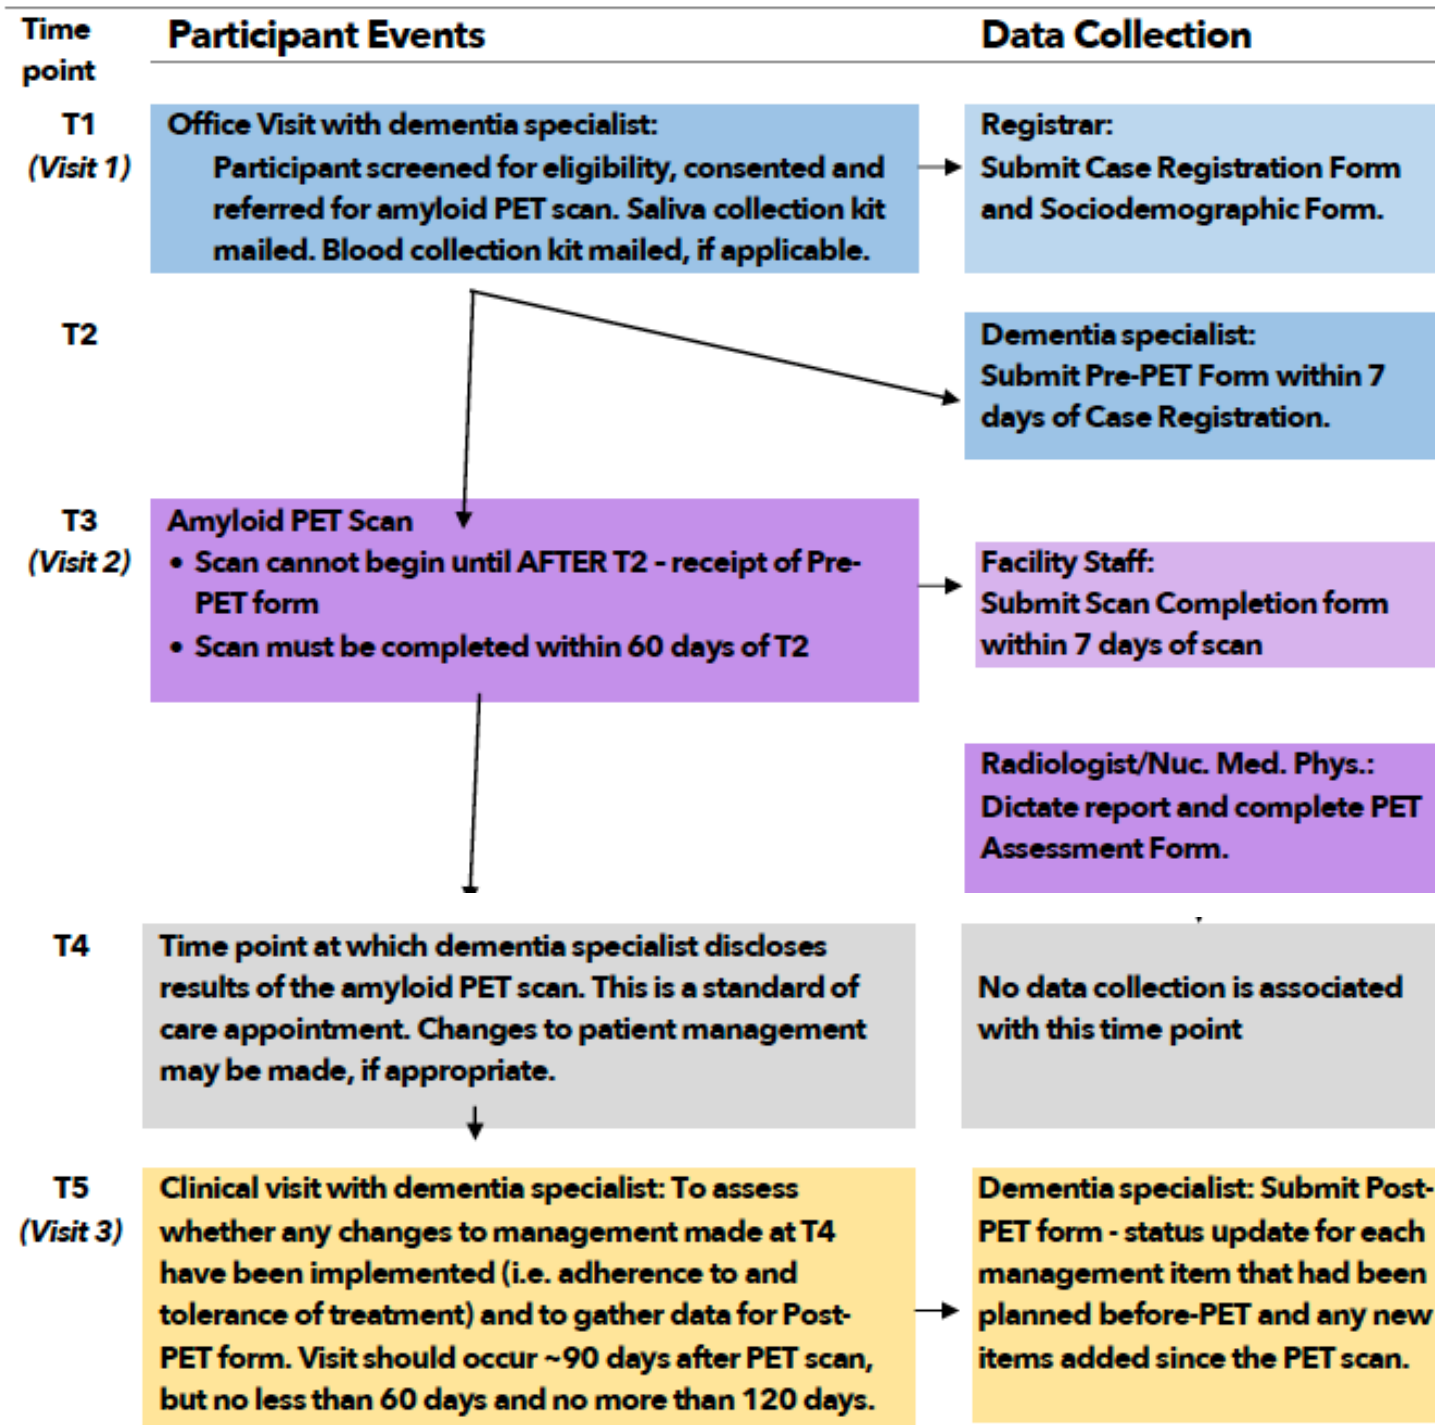 Time point
Participant Events
Data Collection
T1
(Visit 1)
Office Visit with dementia specialist:
Participant screened for eligibility, consented and
referred for amyloid PET scan. Saliva collection kit
mailed. Blood collection kit mailed, if applicable.
Registrar:
Submit Case Registration Form
and Sociodemographic Form.
T2
Dementia specialist:
Submit Pre-PET Form within 7
days of Case Registration.
T3
(Visit 2)
Amyloid PET Scan
• Scan cannot begin until AFTER T2 - receipt of Pre-
PET form
• Scan must be completed within 60 days of T2
Facility Staff:
Submit Scan Completion form
within 7 days of scan
Radiologist/Nuc. Med. Phys.:
Dictate report and complete PET
Assessment Form.
T4
Time point at which dementia specialist discloses
results of the amyloid PET scan. This is a standard of
care appointment. Changes to patient management
may be made, if appropriate.
No data collection is associated
with this time point
T5
(Visit 3)
Clinical visit with dementia specialist: To assess
whether any changes to management made at T4
have been implemented (i.e. adherence to and
tolerance of treatment) and to gather data for Post-
PET form. Visit should occur ~90 days after PET scan,
but no less than 60 days and no more than 120 days.
Dementia specialist: Submit Post-
PET form - status update for each
management item that had been
planned before-PET and any new
items added since the PET scan.